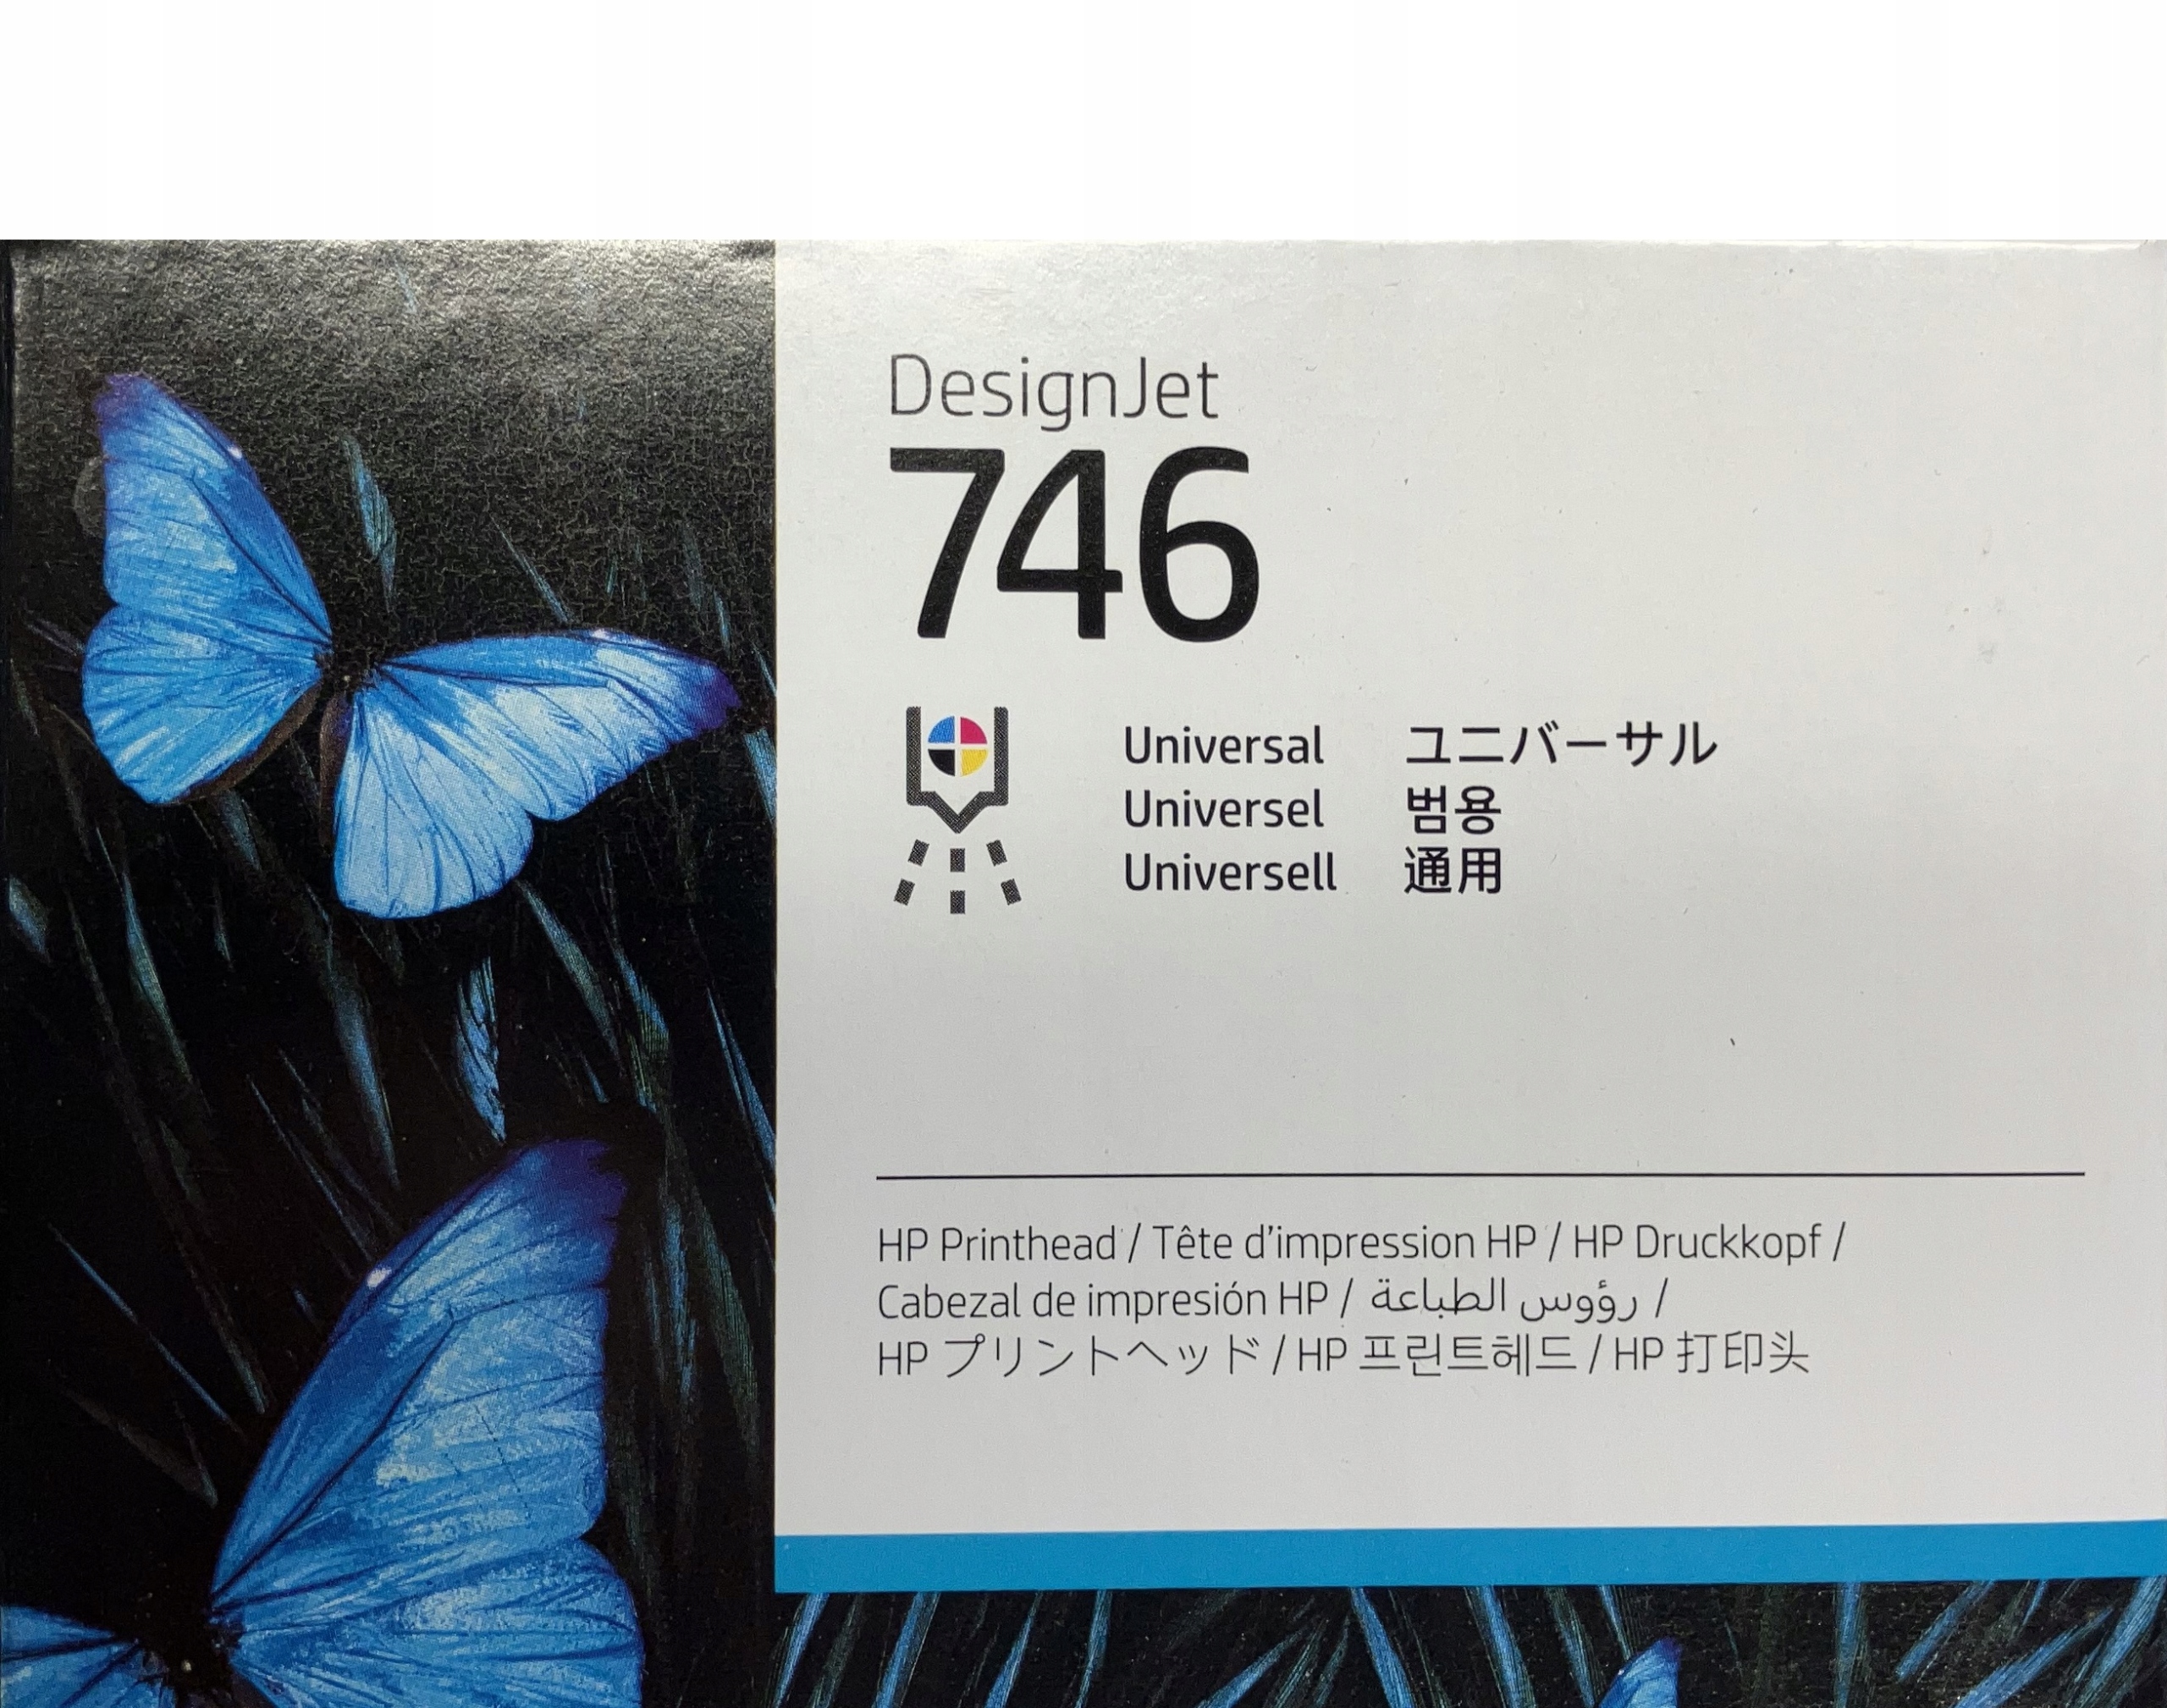 DesignJet
746
Universal ユニバーサル
Universel 범용
Universell 通用
HP Printhead / Tête d'impression HP / HP Druckkopf /
Cabezal de impresión HP / رؤوس الطباعة /
HP プリントヘッド / HP 프린트헤드 / HP 打印头